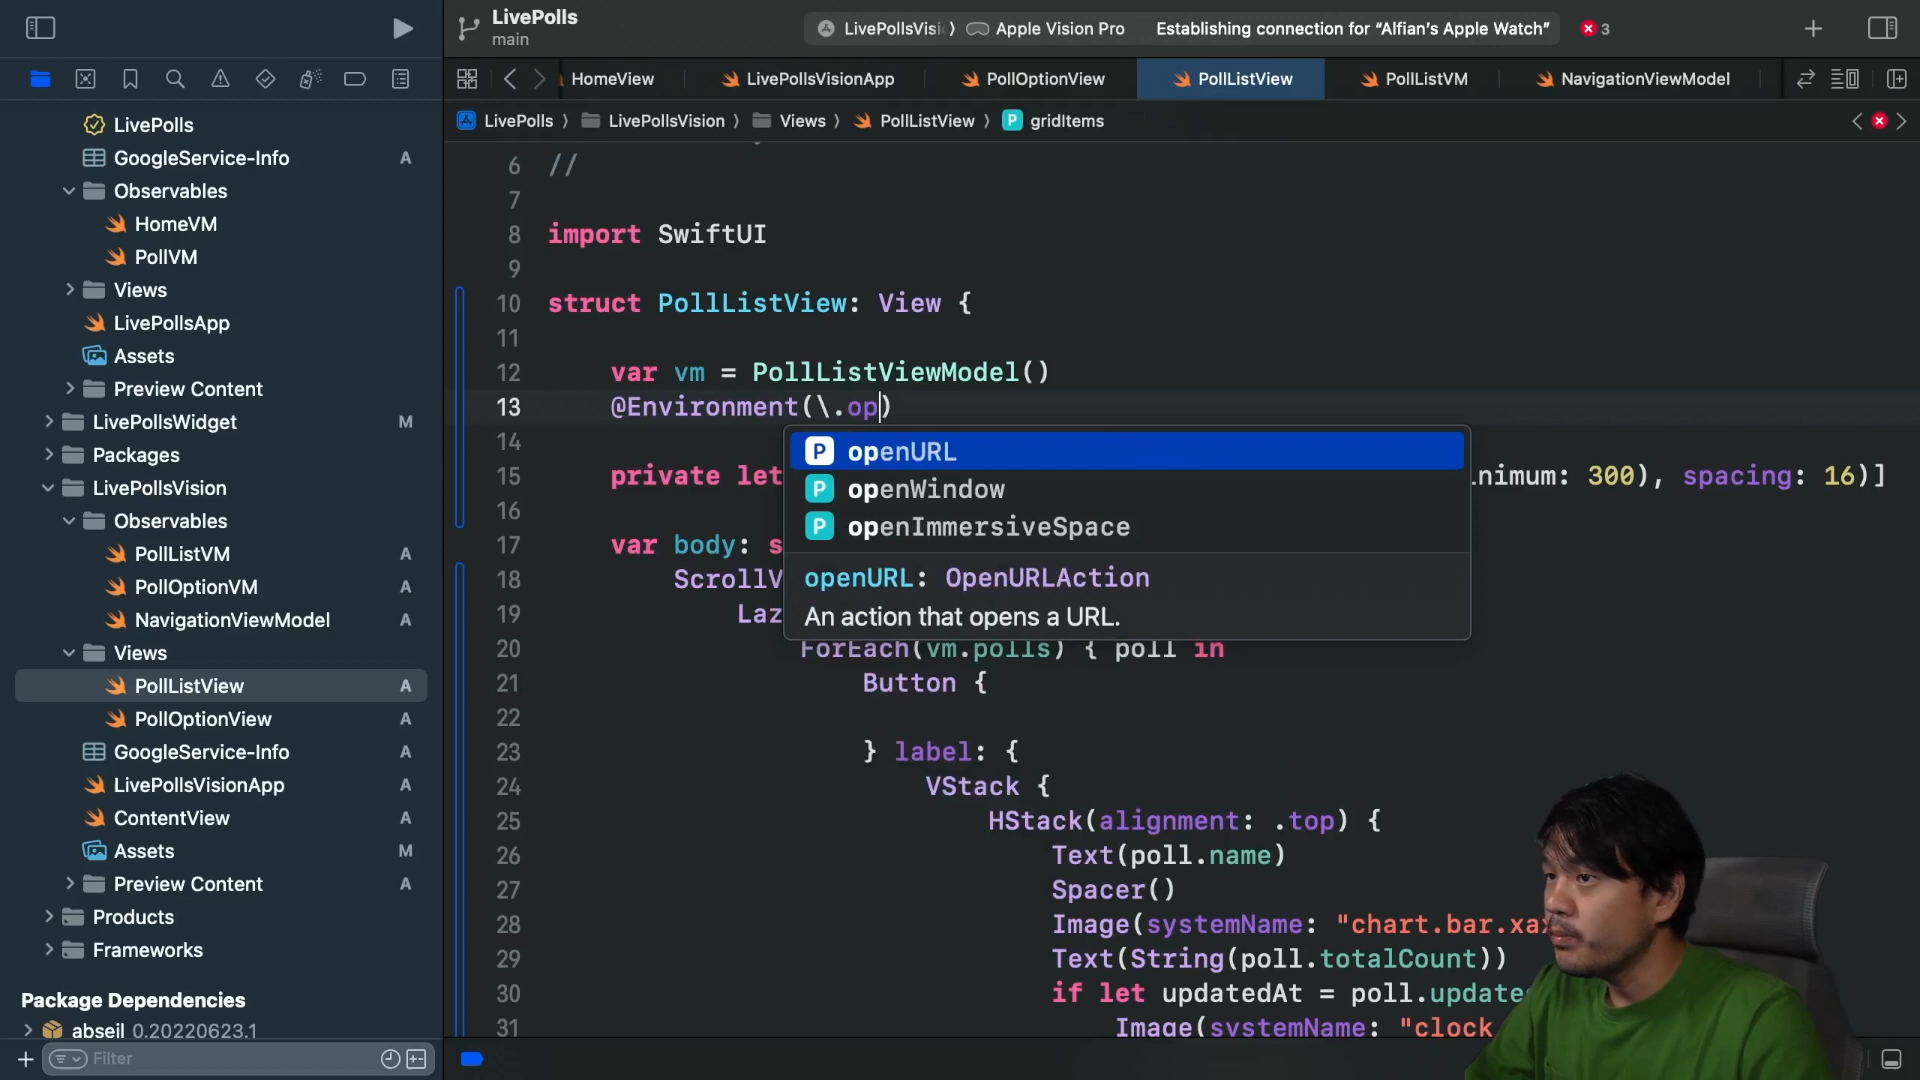 LivePolls
main
LivePollsVisi
Apple Vision Pro
Establishing connection for “Alfian’s Apple Watch”
3
HomeView
LivePollsVisionApp
PollOptionView
PollListView
PollListVM
NavigationViewModel
LivePolls
LivePollsVision
Views
PollListView
P
gridItems
LivePolls
GoogleService-Info A
Observables
HomeVM
PollVM
Views
LivePollsApp
Assets
Preview Content
LivePollsWidget M
Packages
LivePollsVision
Observables
PollListVM A
PollOptionVM A
NavigationViewModel A
Views
PollListView A
PollOptionView A
GoogleService-Info A
LivePollsVisionApp A
ContentView A
Assets M
Preview Content A
Products
Frameworks
Package Dependencies
abseil 0.20220623.1
Filter
6 //
7
8 import SwiftUI
9
10 struct PollListView: View {
11
12 var vm = PollListViewModel()
13 @Environment(\.op)
14
15 private let nimum: 300), spacing: 16)]
16
17 var body: s
18 ScrollV
19 Laz
20 ForEach(vm.polls) { poll in
21 Button {
22
23 } label: {
24 VStack {
25 HStack(alignment: .top) {
26 Text(poll.name)
27 Spacer()
28 Image(systemName: "chart.bar.xax
29 Text(String(poll.totalCount))
30 if let updatedAt = poll.update
31 Image(systemName: "clock
P openURL
P openWindow
P openImmersiveSpace
openURL: OpenURLAction
An action that opens a URL.